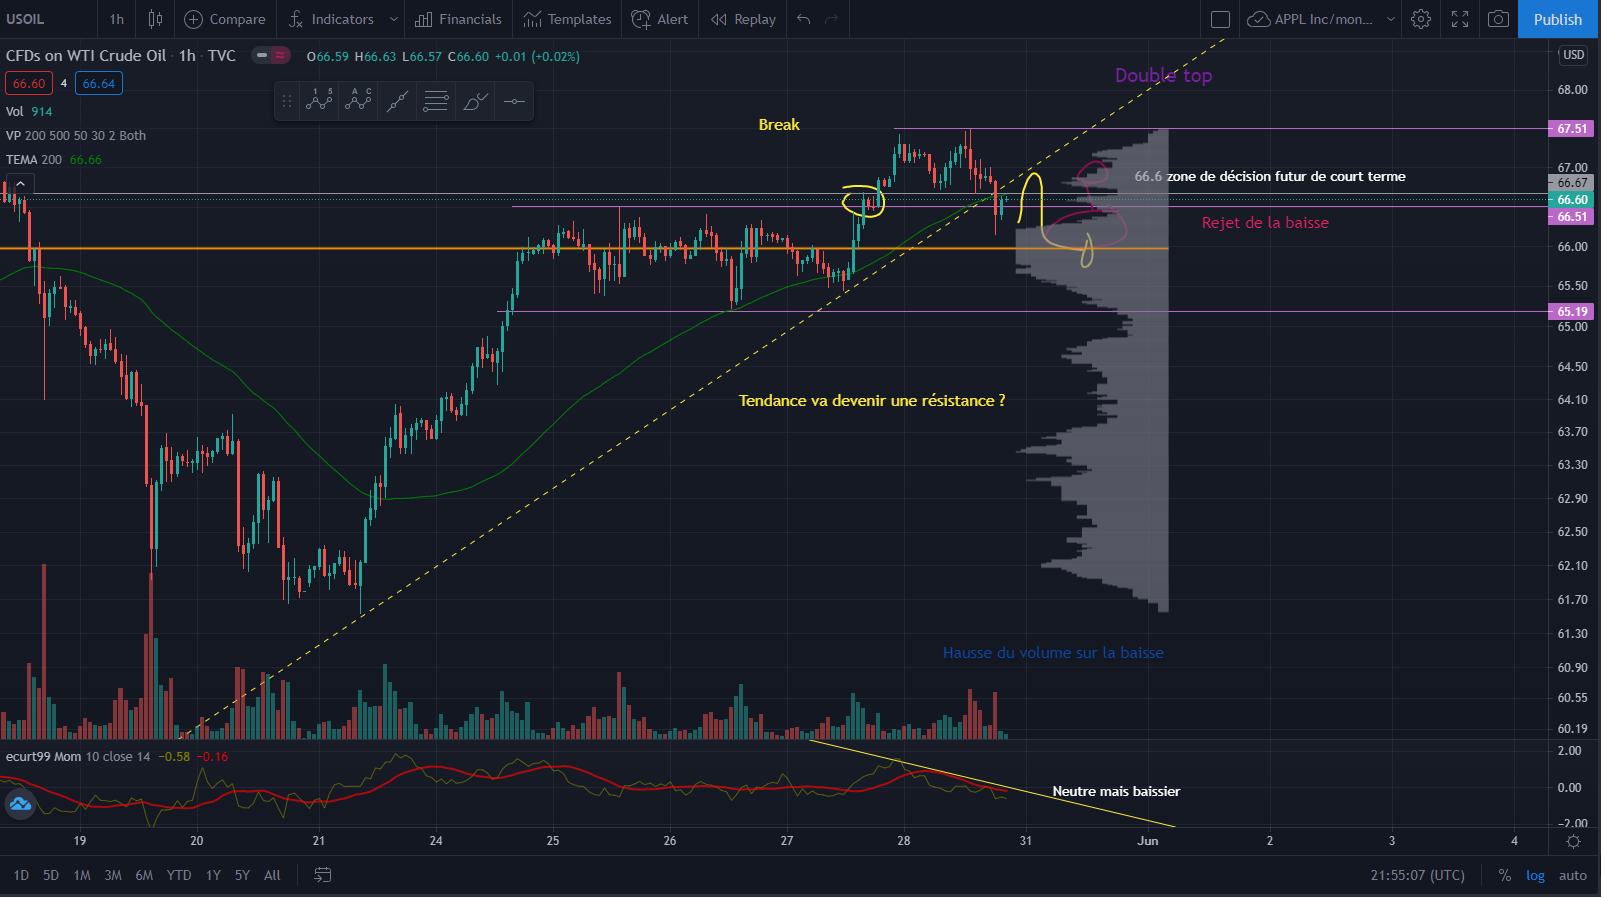 USOIL 1h Compare Indicators Financials Templates Alert Replay APPL Inc/mon... Publish
CFDs on WTI Crude Oil · 1h · TVC O66.59 H66.63 L66.57 C66.60 +0.01 (+0.02%)
USD
66.60 4 66.64
1 5 A C
Vol 914
VP 200 500 50 30 2 Both
TEMA 200 66.66
Double top
Break
66.6 zone de décision futur de court terme
Rejet de la baisse
Tendance va devenir une résistance ?
Hausse du volume sur la baisse
68.00
67.51
67.00
66.67
66.60
66.51
66.00
65.50
65.19
65.00
64.50
64.10
63.70
63.30
62.90
62.50
62.10
61.70
61.30
60.90
60.55
60.19
ecurt99 Mom 10 close 14 −0.58 −0.16
Neutre mais baissier
2.00
0.00
−2.00
19 20 21 24 25 26 27 28 31 Jun 2 3 4
1D 5D 1M 3M 6M YTD 1Y 5Y All 21:55:07 (UTC) % log auto